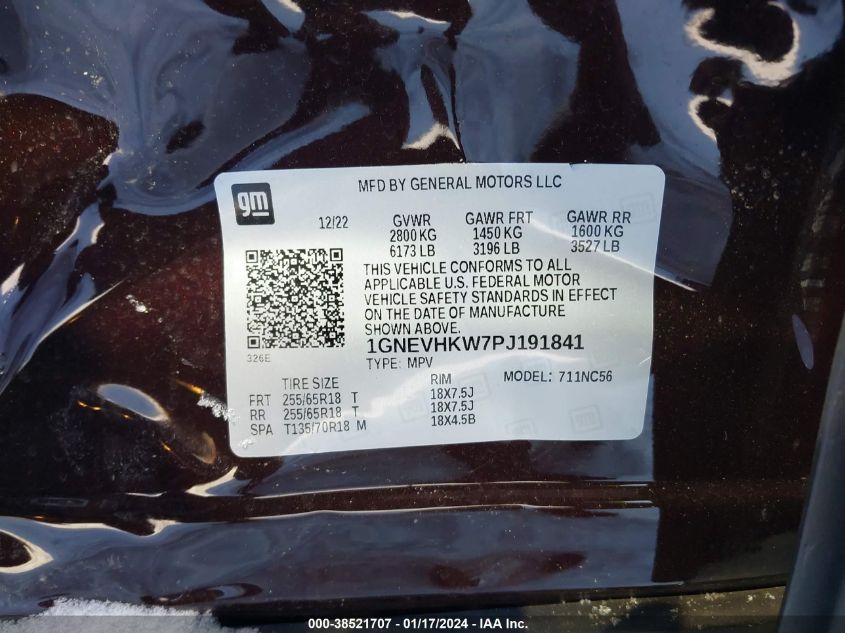 gm
MFD BY GENERAL MOTORS LLC
12/22 GVWR GAWR FRT GAWR RR
2800 KG 1450 KG 1600 KG
6173 LB 3196 LB 3527 LB
THIS VEHICLE CONFORMS TO ALL
APPLICABLE U.S. FEDERAL MOTOR
VEHICLE SAFETY STANDARDS IN EFFECT
ON THE DATE OF MANUFACTURE
SHOWN ABOVE.
326E
1GNEVHKW7PJ191841
TYPE: MPV MODEL: 711NC56
TIRE SIZE RIM
FRT 255/65R18 T 18X7.5J
RR 255/65R18 T 18X7.5J
SPA T135/70R18 M 18X4.5B
000-38521707 - 01/17/2024 - IAA Inc.